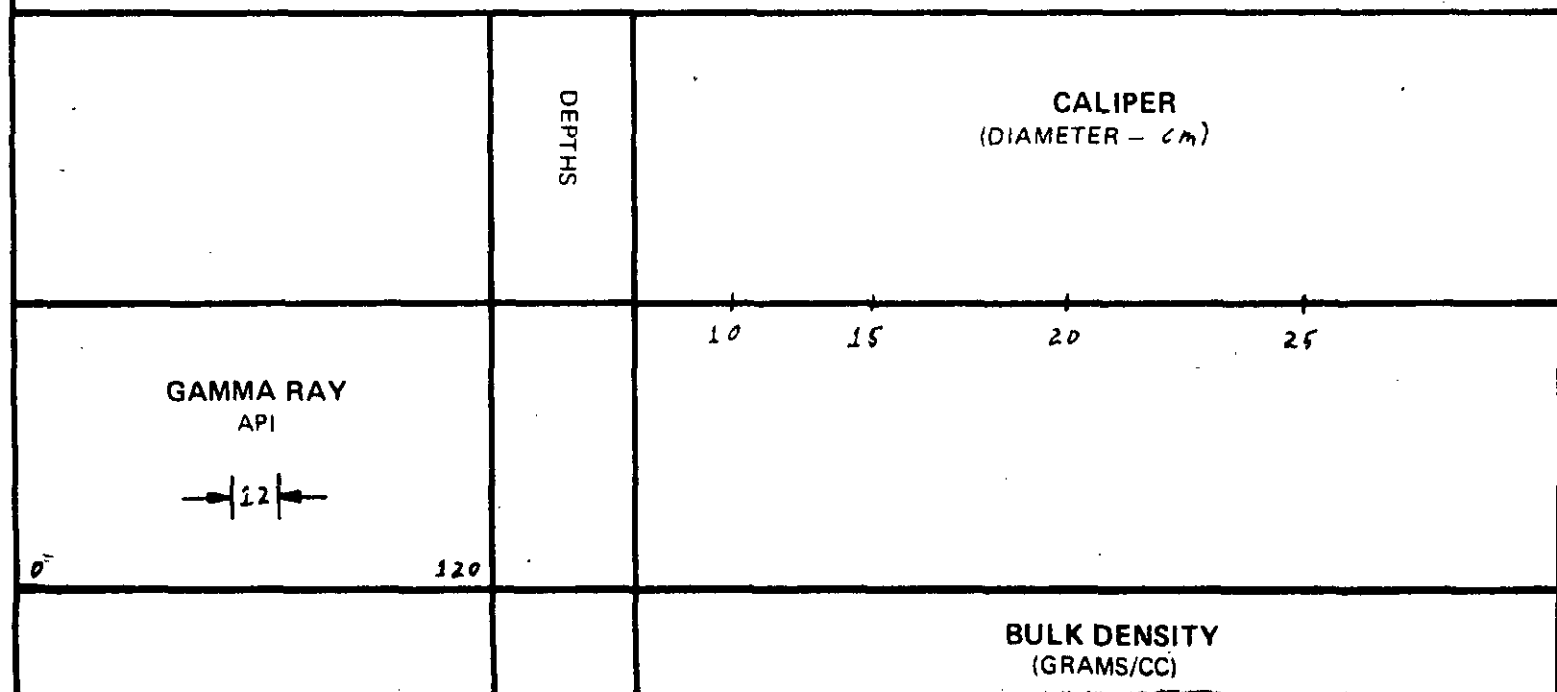 DEPTHS
CALIPER
(DIAMETER – cm)
10 15 20 25
GAMMA RAY
API
12
0 120
BULK DENSITY
(GRAMS/CC)